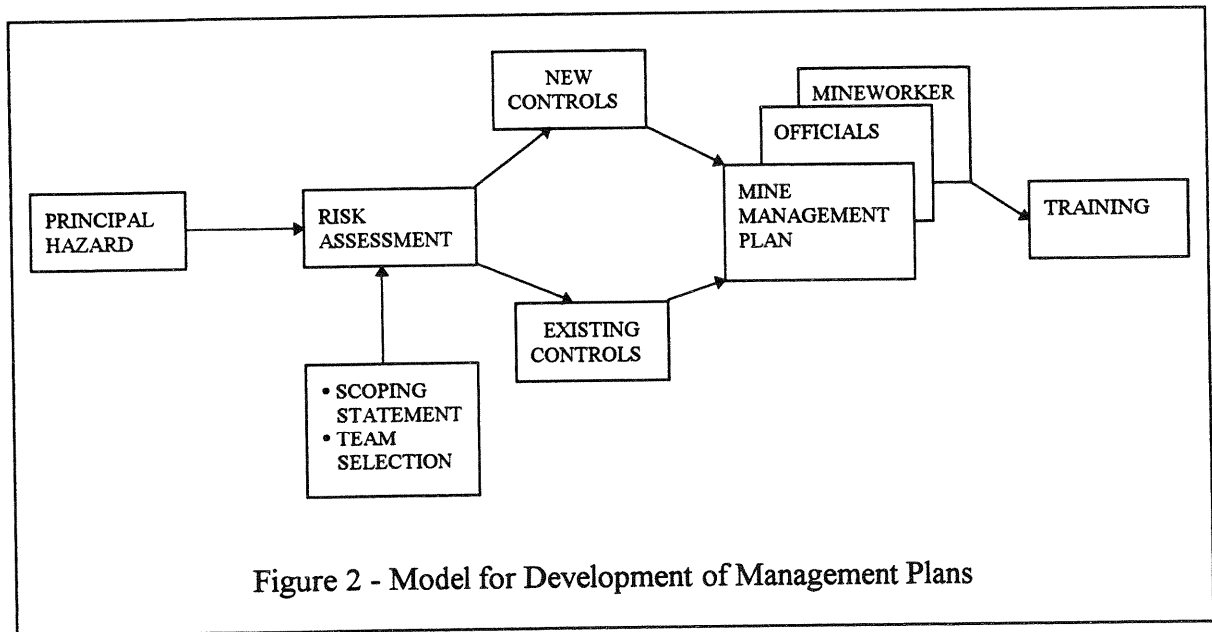 PRINCIPAL
HAZARD
RISK
ASSESSMENT
• SCOPING
STATEMENT
• TEAM
SELECTION
NEW
CONTROLS
EXISTING
CONTROLS
MINEWORKER
OFFICIALS
MINE
MANAGEMENT
PLAN
TRAINING
Figure 2 - Model for Development of Management Plans